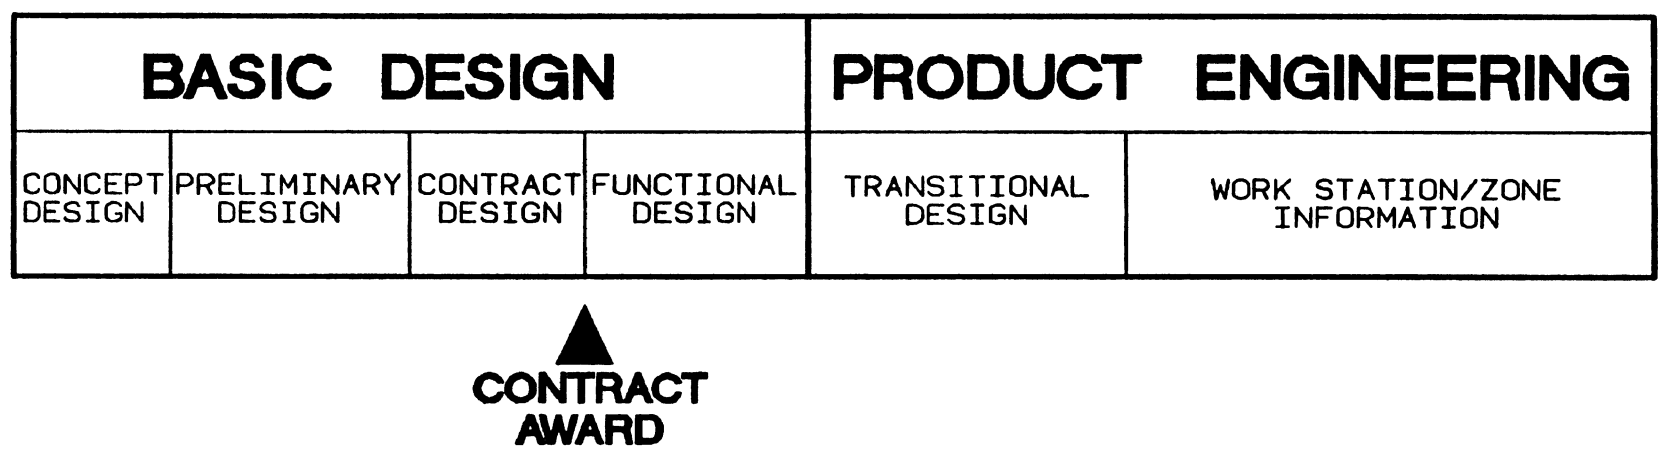 BASIC DESIGN
PRODUCT ENGINEERING
CONCEPT
DESIGN
PRELIMINARY
DESIGN
CONTRACT
DESIGN
FUNCTIONAL
DESIGN
TRANSITIONAL
DESIGN
WORK STATION/ZONE
INFORMATION
CONTRACT
AWARD